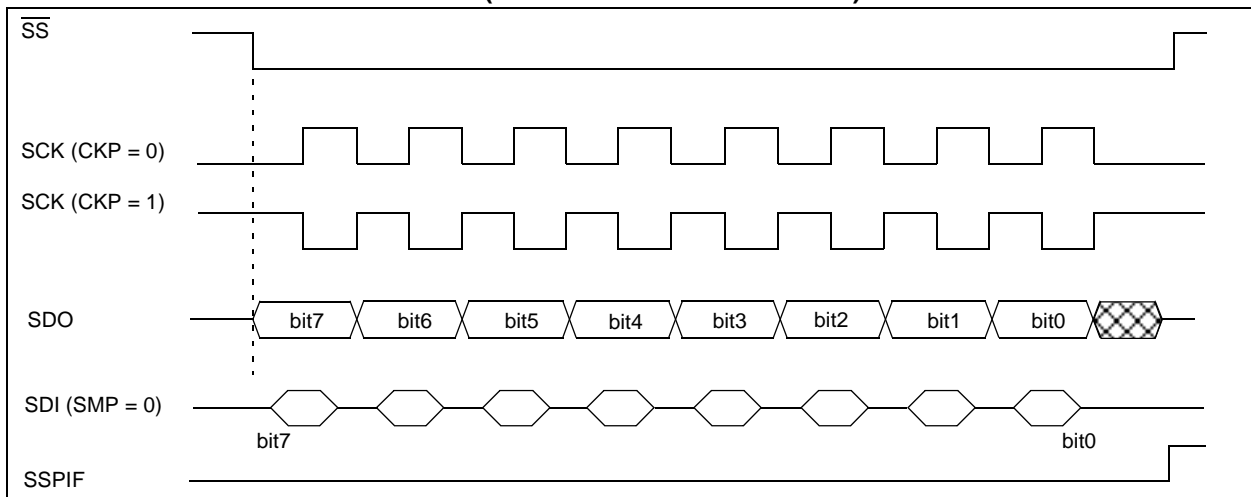 SS
SCK (CKP = 0)
SCK (CKP = 1)
SDO bit7 bit6 bit5 bit4 bit3 bit2 bit1 bit0
SDI (SMP = 0)
bit7 bit0
SSPIF